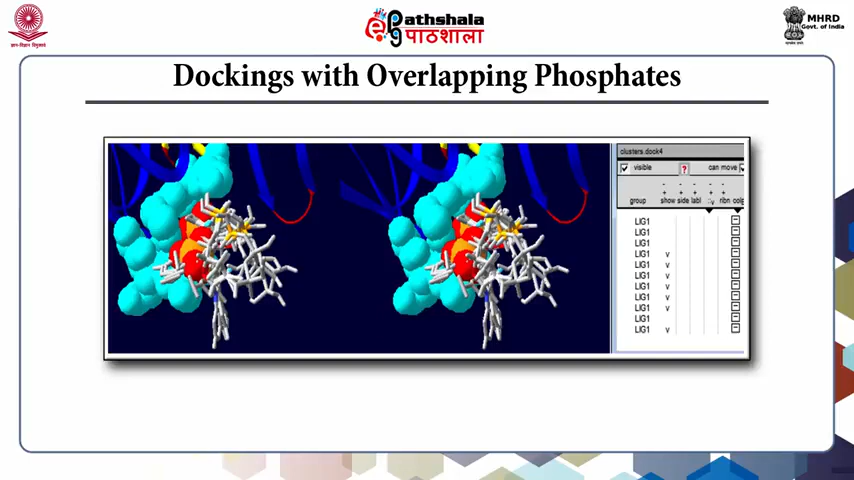 ePathshala
पाठशाला
MHRD
Govt. of India
Dockings with Overlapping Phosphates
clusters.dock4
visible ? can move
group show side labl ribn
LIG1
LIG1
LIG1
LIG1 v
LIG1 v
LIG1 v
LIG1 v
LIG1 v
LIG1 v
LIG1
LIG1 v